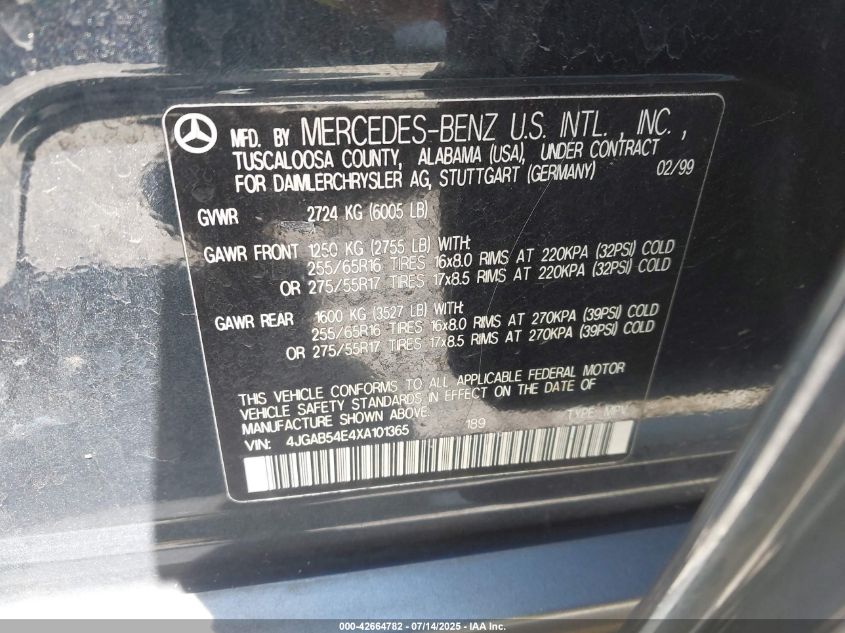 MFD. BY MERCEDES-BENZ U.S. INTL., INC.,
TUSCALOOSA COUNTY, ALABAMA (USA), UNDER CONTRACT
FOR DAIMLERCHRYSLER AG, STUTTGART (GERMANY) 02/99
GVWR 2724 KG (6005 LB)
GAWR FRONT 1250 KG (2755 LB) WITH:
255/65R16 TIRES 16x8.0 RIMS AT 220KPA (32PSI) COLD
OR 275/55R17 TIRES 17x8.5 RIMS AT 220KPA (32PSI) COLD
GAWR REAR 1600 KG (3527 LB) WITH:
255/65R16 TIRES 16x8.0 RIMS AT 270KPA (39PSI) COLD
OR 275/55R17 TIRES 17x8.5 RIMS AT 270KPA (39PSI) COLD
THIS VEHICLE CONFORMS TO ALL APPLICABLE FEDERAL MOTOR
VEHICLE SAFETY STANDARDS IN EFFECT ON THE DATE OF
MANUFACTURE SHOWN ABOVE.
VIN: 4JGAB54E4XA101365 189 TYPE: MPV
000-42664782 - 07/14/2025 - IAA Inc.